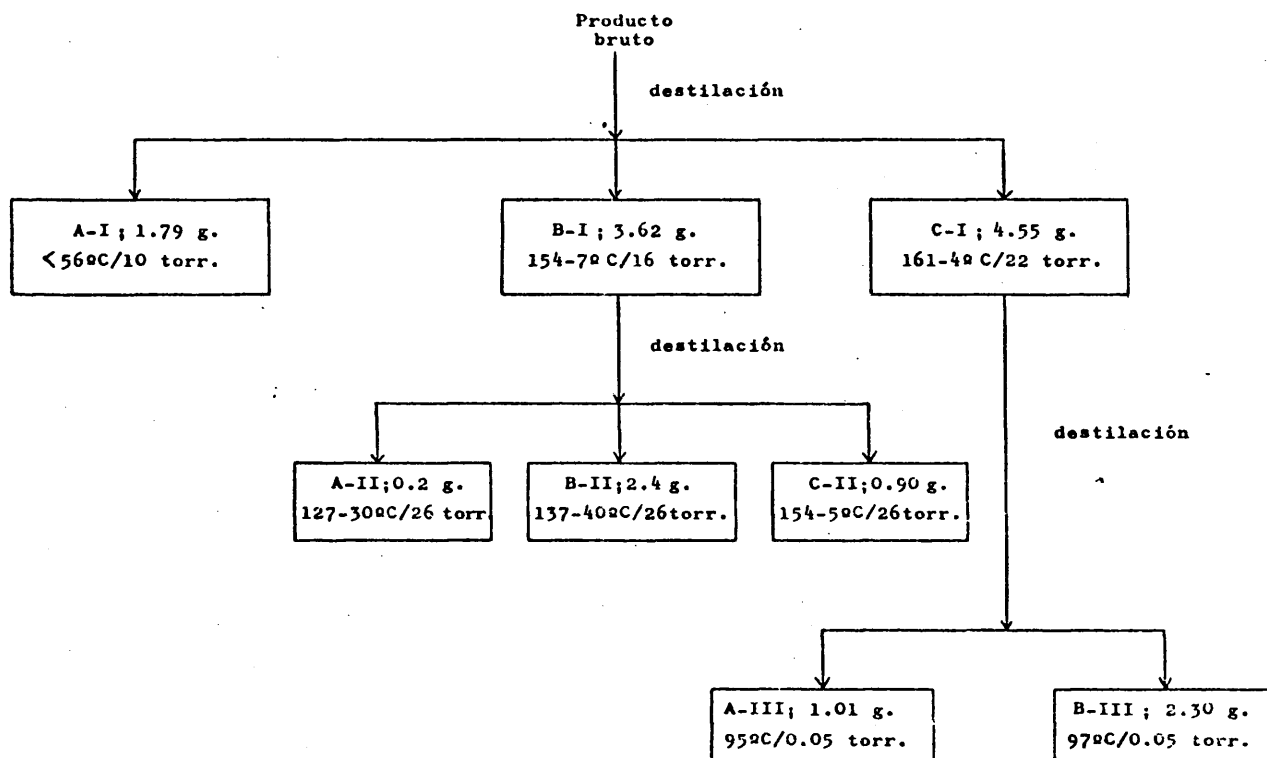 Producto
bruto
destilación
A-I ; 1.79 g.
<56ºC/10 torr.
B-I ; 3.62 g.
154-7º C/16 torr.
C-I ; 4.55 g.
161-4º C/22 torr.
destilación
destilación
A-II;0.2 g.
127-30ºC/26 torr.
B-II;2.4 g.
137-40ºC/26torr.
C-II;0.90 g.
154-5ºC/26torr.
A-III; 1.01 g.
95ºC/0.05 torr.
B-III ; 2.30 g.
97ºC/0.05 torr.